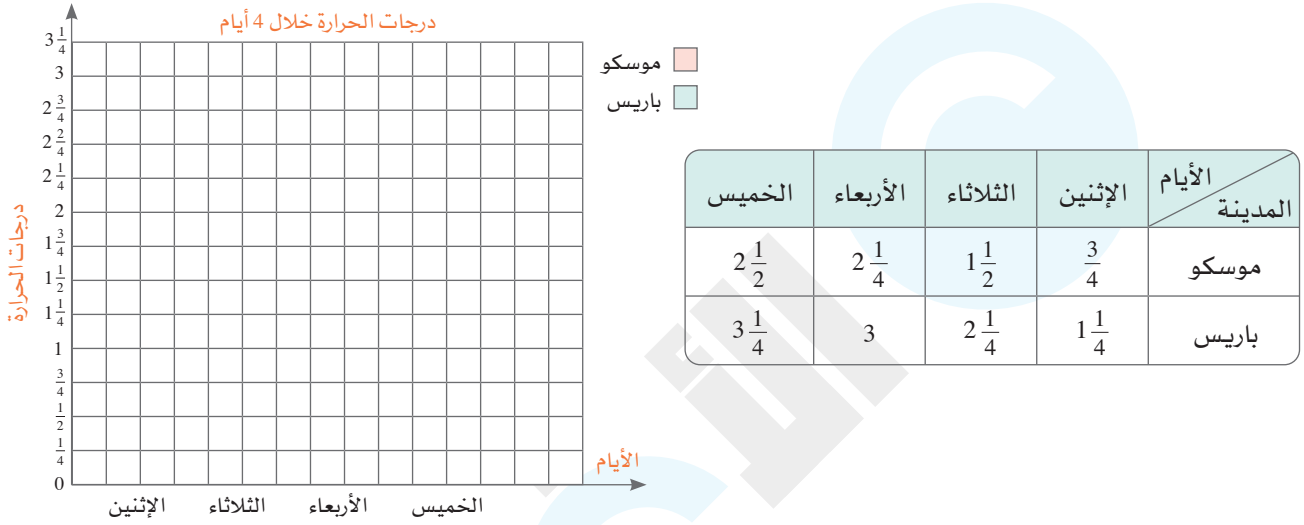 درجات الحرارة خلال 4 أيام
3 1/4
3
2 3/4
2 2/4
2 1/4
2
1 3/4
1 1/2
1 1/4
1
3/4
1/2
1/4
0
درجات الحرارة
الأيام
الإثنين الثلاثاء الأربعاء الخميس
موسكو
باريس
الأيام
المدينة
الإثنين الثلاثاء الأربعاء الخميس
موسكو 3/4 1 1/2 2 1/4 2 1/2
باريس 1 1/4 2 1/4 3 3 1/4